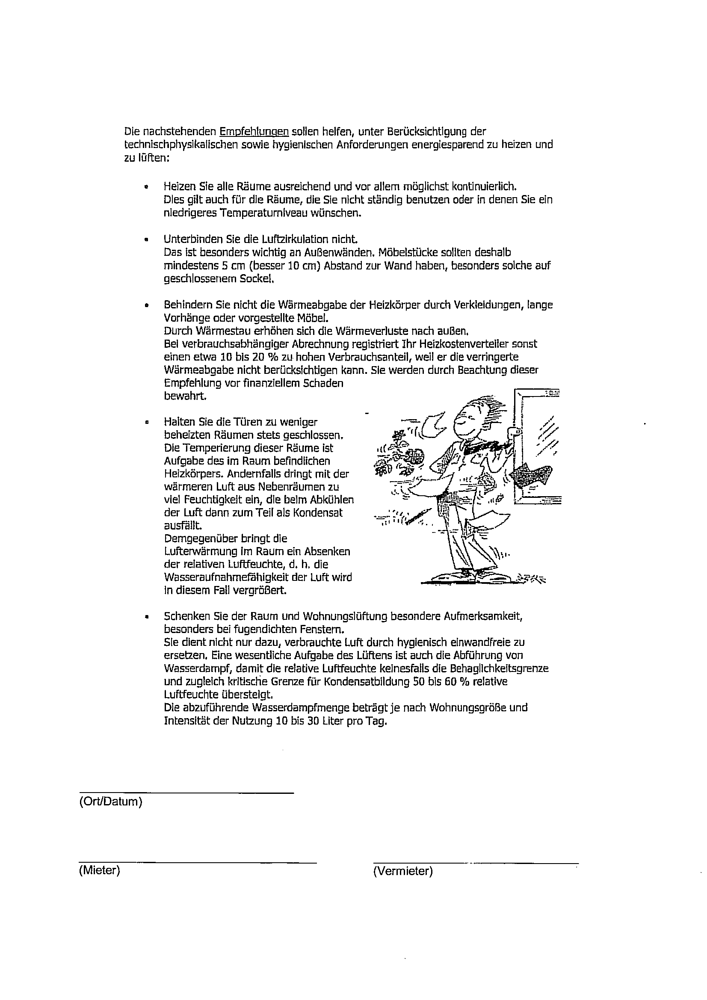 Die nachstehenden Empfehlungen sollen helfen, unter Berücksichtigung der
technischphysikalischen sowie hygienischen Anforderungen energiesparend zu heizen und
zu lüften:
• Heizen Sie alle Räume ausreichend und vor allem möglichst kontinuierlich.
Dies gilt auch für die Räume, die Sie nicht ständig benutzen oder in denen Sie ein
niedrigeres Temperaturniveau wünschen.
• Unterbinden Sie die Luftzirkulation nicht.
Das ist besonders wichtig an Außenwänden. Möbelstücke sollten deshalb
mindestens 5 cm (besser 10 cm) Abstand zur Wand haben, besonders solche auf
geschlossenem Sockel.
• Behindern Sie nicht die Wärmeabgabe der Heizkörper durch Verkleidungen, lange
Vorhänge oder vorgestellte Möbel.
Durch Wärmestau erhöhen sich die Wärmeverluste nach außen.
Bei verbrauchsabhängiger Abrechnung registriert Ihr Heizkostenverteiler sonst
einen etwa 10 bis 20 % zu hohen Verbrauchsanteil, weil er die verringerte
Wärmeabgabe nicht berücksichtigen kann. Sie werden durch Beachtung dieser
Empfehlung vor finanziellem Schaden
bewahrt.
• Halten Sie die Türen zu weniger
beheizten Räumen stets geschlossen.
Die Temperierung dieser Räume ist
Aufgabe des im Raum befindlichen
Heizkörpers. Andernfalls dringt mit der
wärmeren Luft aus Nebenräumen zu
viel Feuchtigkeit ein, die beim Abkühlen
der Luft dann zum Teil als Kondensat
ausfällt.
Demgegenüber bringt die
Lufterwärmung im Raum ein Absenken
der relativen Luftfeuchte, d. h. die
Wasseraufnahmefähigkeit der Luft wird
in diesem Fall vergrößert.
• Schenken Sie der Raum und Wohnungslüftung besondere Aufmerksamkeit,
besonders bei fugendichten Fenstern.
Sie dient nicht nur dazu, verbrauchte Luft durch hygienisch einwandfreie zu
ersetzen. Eine wesentliche Aufgabe des Lüftens ist auch die Abführung von
Wasserdampf, damit die relative Luftfeuchte keinesfalls die Behaglichkeitsgrenze
und zugleich kritische Grenze für Kondensatbildung 50 bis 60 % relative
Luftfeuchte übersteigt.
Die abzuführende Wasserdampfmenge beträgt je nach Wohnungsgröße und
Intensität der Nutzung 10 bis 30 Liter pro Tag.
(Ort/Datum)
(Mieter) (Vermieter)